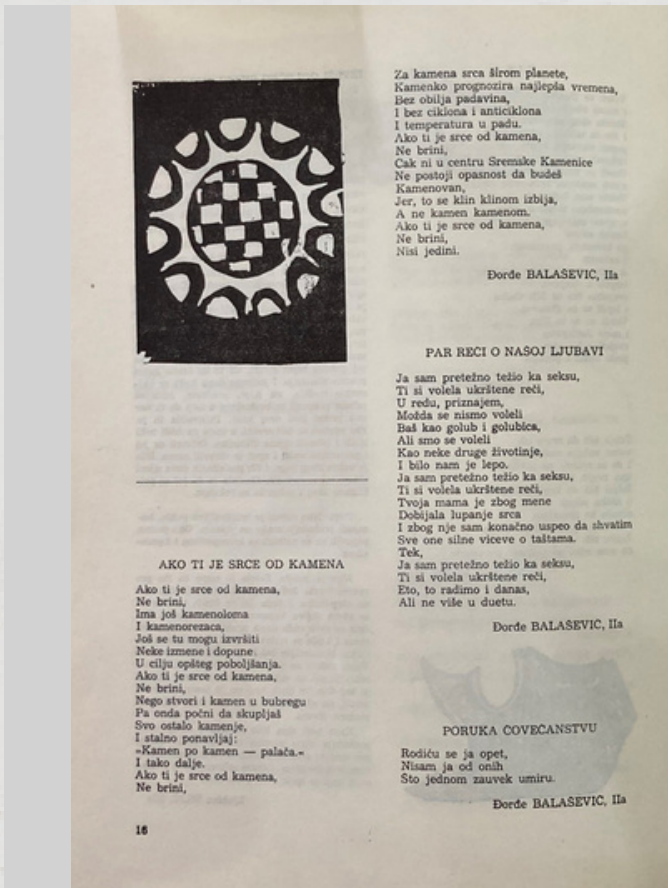 AKO TI JE SRCE OD KAMENA
Ako ti je srce od kamena,
Ne brini,
Ima još kamenoloma
I kamenorezaca,
Još se tu mogu izvršiti
Neke izmene i dopune
U cilju opšteg poboljšanja.
Ako ti je srce od kamena,
Ne brini,
Nego stvori i kamen u bubregu
Pa onda počni da skupljaš
Svo ostalo kamenje,
I stalno ponavljaj:
»Kamen po kamen — palača.«
I tako dalje.
Ako ti je srce od kamena,
Ne brini,
16
Za kamena srca širom planete,
Kamenko prognozira najlepša vremena,
Bez obilja padavina,
I bez ciklona i anticiklona
I temperatura u padu.
Ako ti je srce od kamena,
Ne brini,
Cak ni u centru Sremske Kamenice
Ne postoji opasnost da budeš
Kamenovan,
Jer, to se klin klinom izbija,
A ne kamen kamenom.
Ako ti je srce od kamena,
Ne brini,
Nisi jedini.
Đorđe BALAŠEVIC, IIa
PAR REČI O NAŠOJ LJUBAVI
Ja sam pretežno težio ka seksu,
Ti si volela ukrštene reči,
U redu, priznajem,
Možda se nismo voleli
Baš kao golub i golubica,
Ali smo se voleli
Kao neke druge životinje,
I bilo nam je lepo.
Ja sam pretežno težio ka seksu,
Ti si volela ukrštene reči,
Tvoja mama je zbog mene
Dobijala lupanje srca
I zbog nje sam konačno uspeo da shvatim
Sve one silne viceve o taštama.
Tek,
Ja sam pretežno težio ka seksu,
Ti si volela ukrštene reči,
Eto, to radimo i danas,
Ali ne više u duetu.
Đorđe BALAŠEVIC, IIa
PORUKA ČOVEČANSTVU
Rodiću se ja opet,
Nisam ja od onih
Što jednom zauvek umiru.
Đorđe BALAŠEVIC, IIa